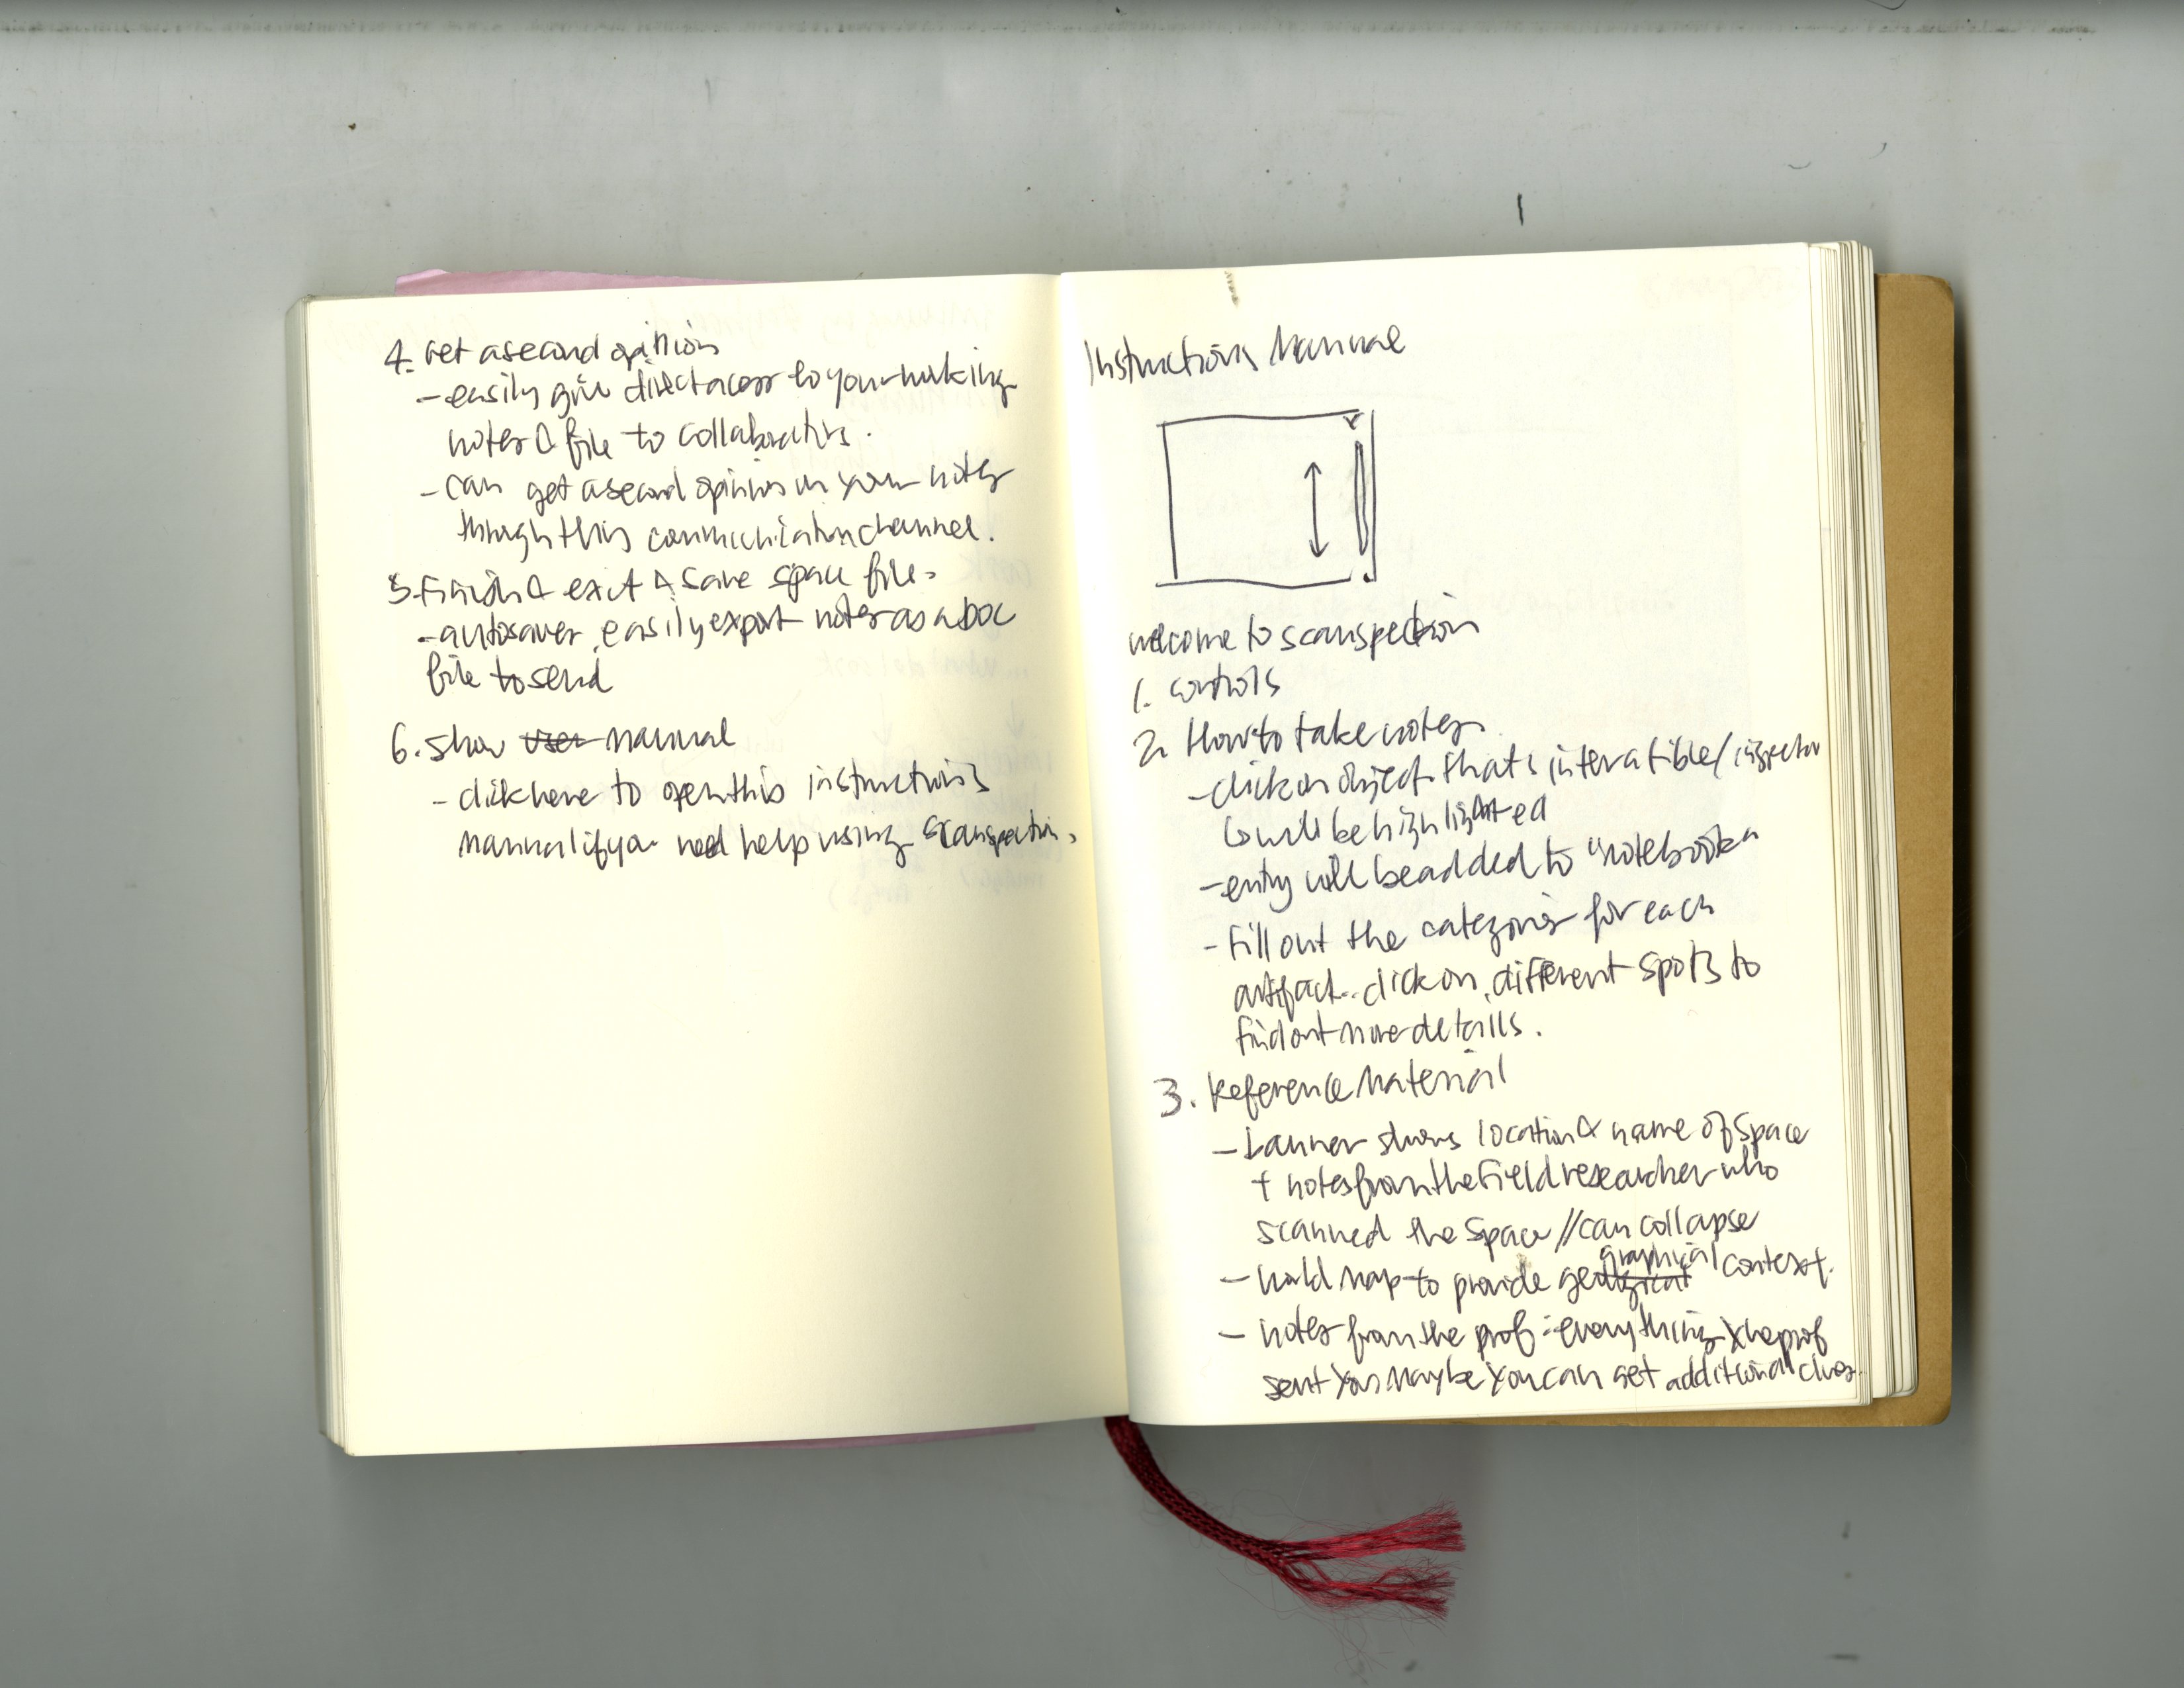 4. Get a second opinion
- easily give direct access to your working
notes & file to collaborators.
- can get a second opinion on your notes
through this communication channel.
5. Finish & exit & save space file.
- autosaves, easily export notes as a DOC
file to send
6. show user manual
- click here to open this instructions
manual if you need help using scanspection.
Instructions Manual
welcome to scanspection
1. controls
2. How to take notes.
- click on object that's interatible/
↳ will be highlighted
- entry will be added to "notebook"
- Fill out the categories for each
artifact.. click on different spots to
find out more details.
3. Reference Material
- banner shows location & name of space
+ notes from the field researcher who
scanned the space // can collapse
- world map to provide geographical context.
- notes from the prof: everything the prof
sent you maybe you can get additional clues.